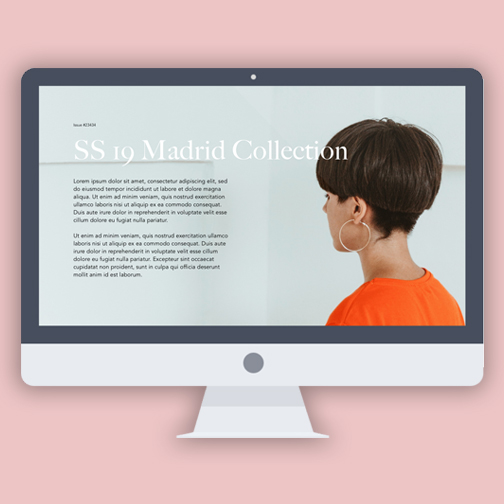 Issue #23434
SS 19 Madrid Collection
Lorem ipsum dolor sit amet, consectetur adipiscing elit, sed
do eiusmod tempor incididunt ut labore et dolore magna
aliqua. Ut enim ad minim veniam, quis nostrud exercitation
ullamco laboris nisi ut aliquip ex ea commodo consequat.
Duis aute irure dolor in reprehenderit in voluptate velit esse
cillum dolore eu fugiat nulla pariatur.
Ut enim ad minim veniam, quis nostrud exercitation ullamco
laboris nisi ut aliquip ex ea commodo consequat. Duis aute
irure dolor in reprehenderit in voluptate velit esse cillum
dolore eu fugiat nulla pariatur. Excepteur sint occaecat
cupidatat non proident, sunt in culpa qui officia deserunt
mollit anim id est laborum.